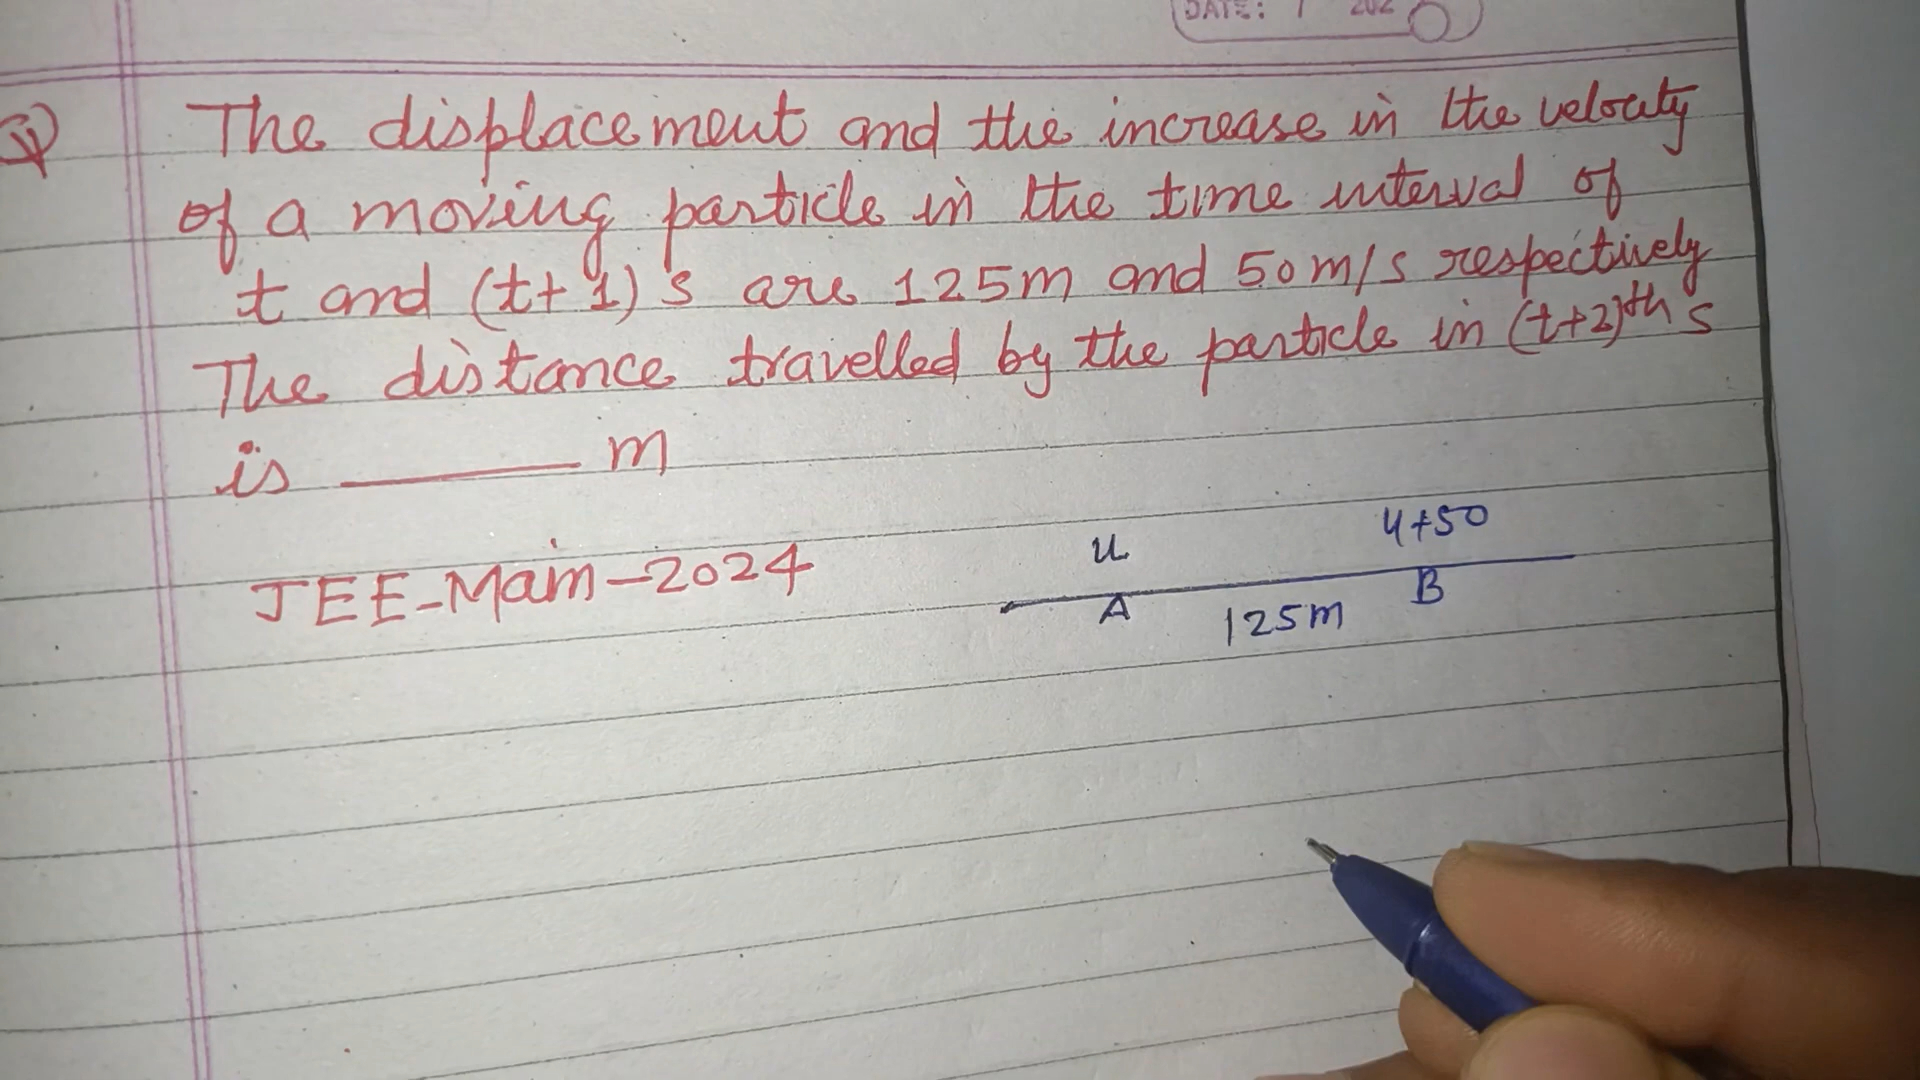 DATE: / 202
Q The displacement and the increase in the velocity
of a moving particle in the time interval of
t and (t+1)'s are 125m and 50m/s respectively
The distance travelled by the particle in (t+2)th s
is ———— m
JEE-Main-2024
u u+50
A 125m B